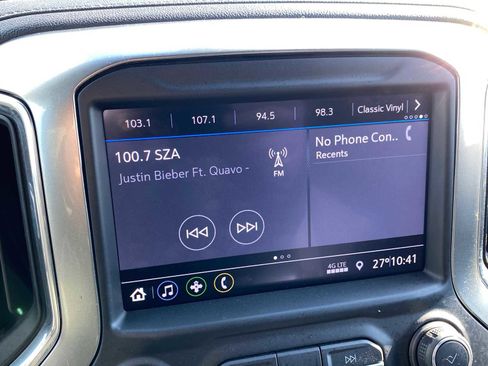 103.1 107.1 94.5 98.3 Classic Vinyl
100.7 SZA
Justin Bieber Ft. Quavo -
FM
No Phone Con..
Recents
4G LTE
27° 10:41